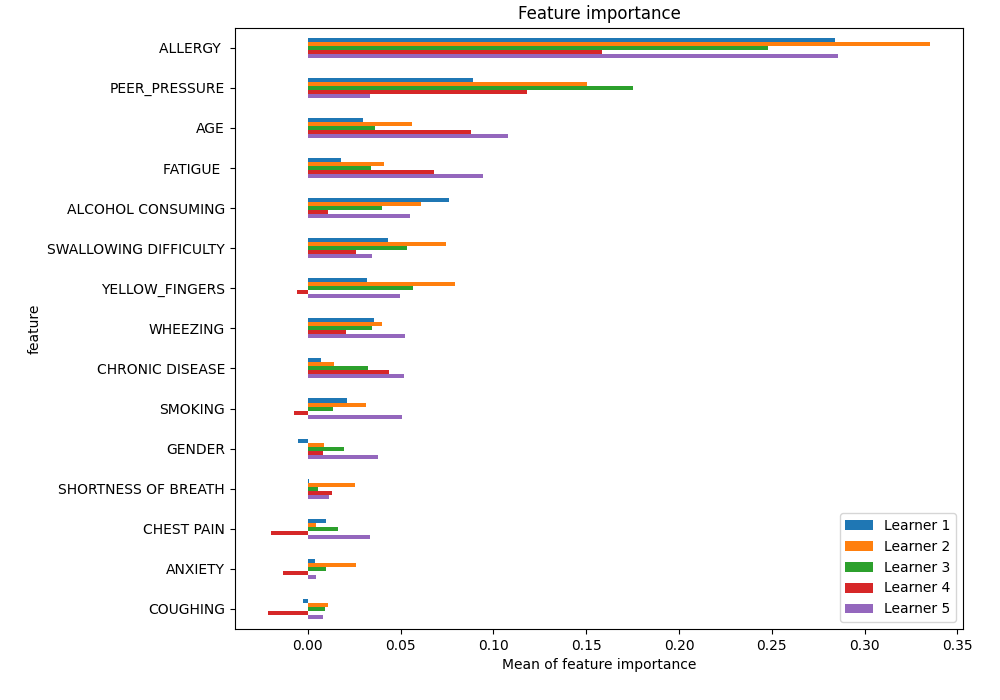 Feature importance
ALLERGY
PEER_PRESSURE
AGE
FATIGUE
ALCOHOL CONSUMING
SWALLOWING DIFFICULTY
YELLOW_FINGERS
WHEEZING
CHRONIC DISEASE
SMOKING
GENDER
SHORTNESS OF BREATH
CHEST PAIN
ANXIETY
COUGHING
feature
Learner 1
Learner 2
Learner 3
Learner 4
Learner 5
0.00 0.05 0.10 0.15 0.20 0.25 0.30 0.35
Mean of feature importance